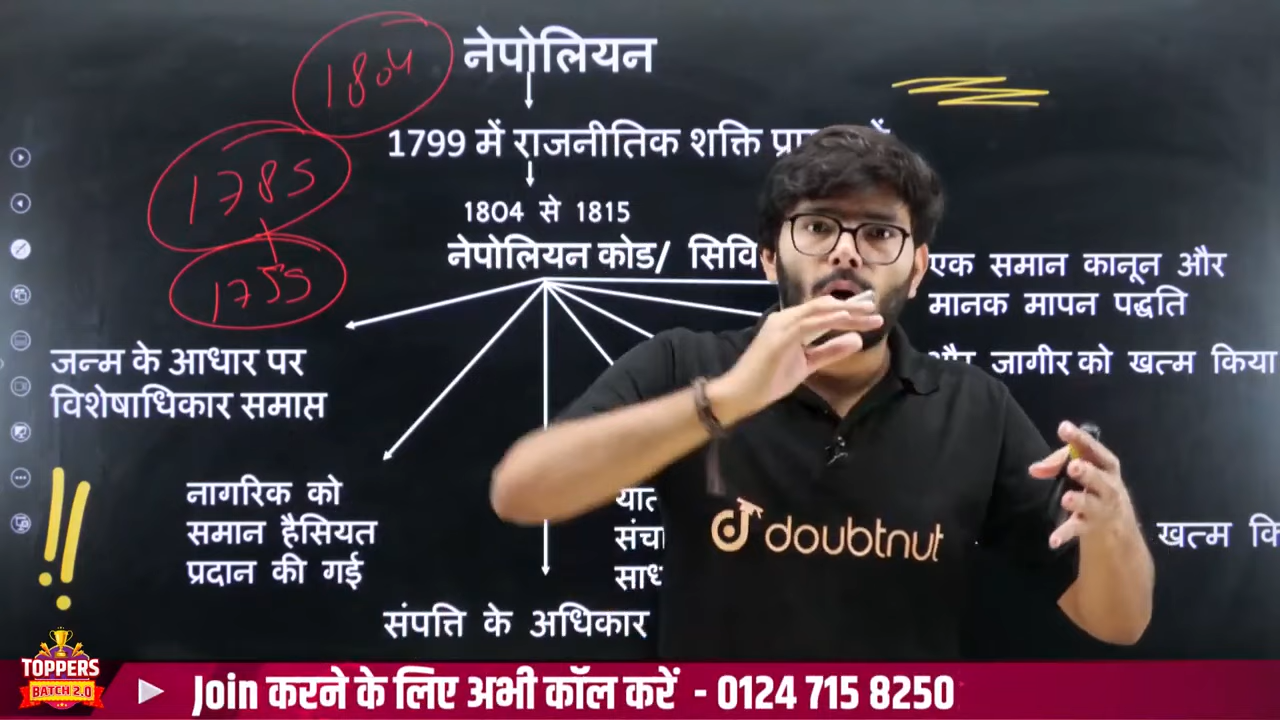 नेपोलियन
1804
1799 में राजनीतिक शक्ति
1785
1804 से 1815
नेपोलियन कोड/
1799
एक समान कानून और
मानक मापन पद्धति
जन्म के आधार पर
विशेषाधिकार समाप्त
और जागीर को खत्म किया
नागरिक को
समान हैसियत
प्रदान की गई
खत्म
संपत्ति के अधिकार
doubtnut
TOPPERS
BATCH 2.0
Join करने के लिए अभी कॉल करें - 0124 715 8250